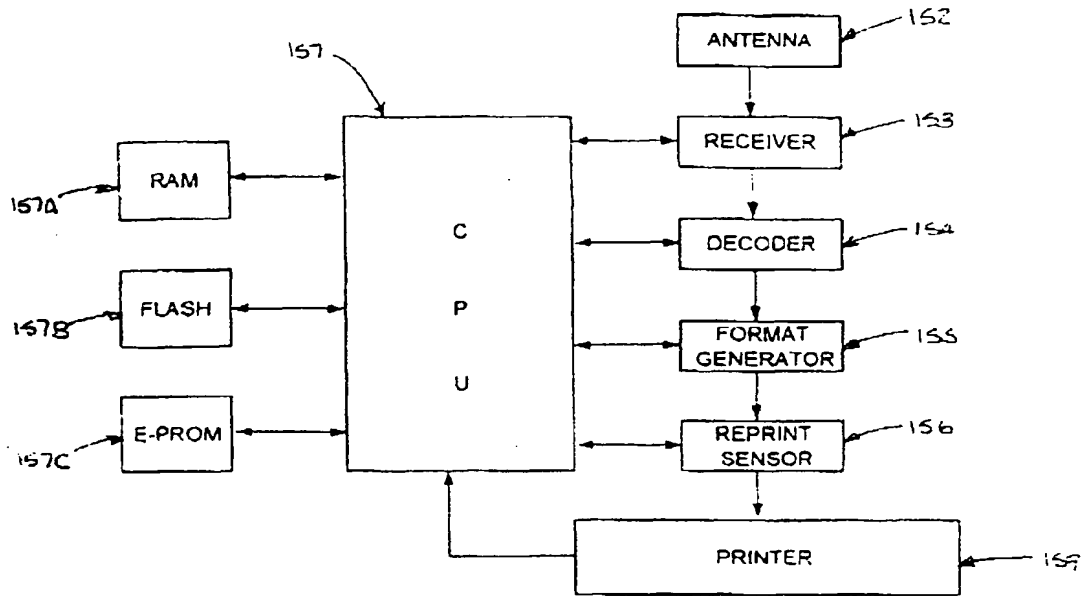 152
ANTENNA
157
153
RECEIVER
RAM
157A
C
P
U
154
DECODER
FLASH
157B
FORMAT
GENERATOR
155
E-PROM
157C
REPRINT
SENSOR
156
PRINTER
159